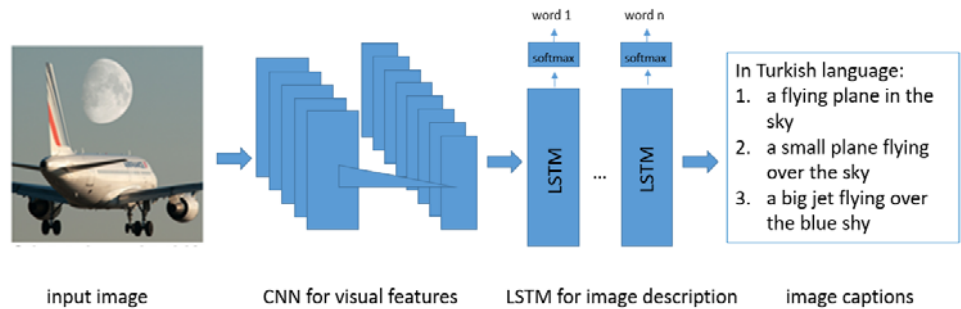 word 1
word n
softmax
softmax
LSTM
...
LSTM
In Turkish language:
1. a flying plane in the
sky
2. a small plane flying
over the sky
3. a big jet flying over
the blue shy
input image
CNN for visual features
LSTM for image description
image captions